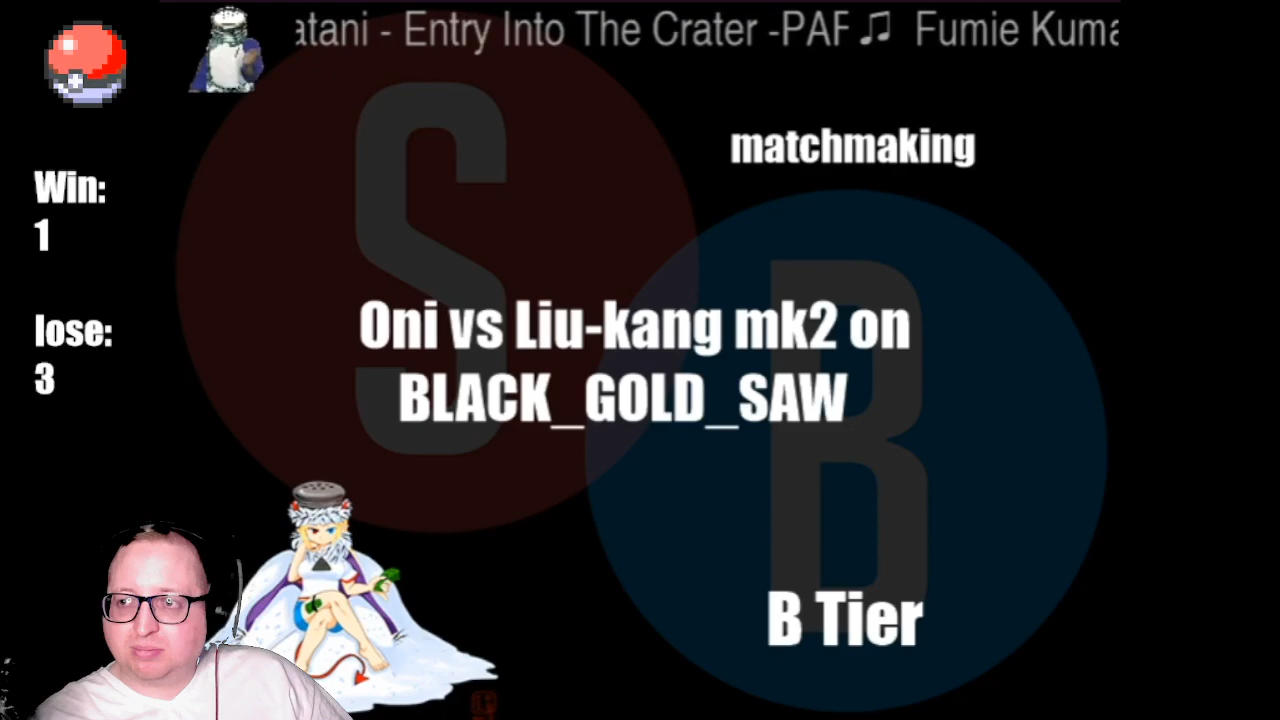 atani - Entry Into The Crater -PAF♫ Fumie Kuma
matchmaking
Win:
1
lose:
3
S
Oni vs Liu-kang mk2 on
BLACK_GOLD_SAW
B
B Tier